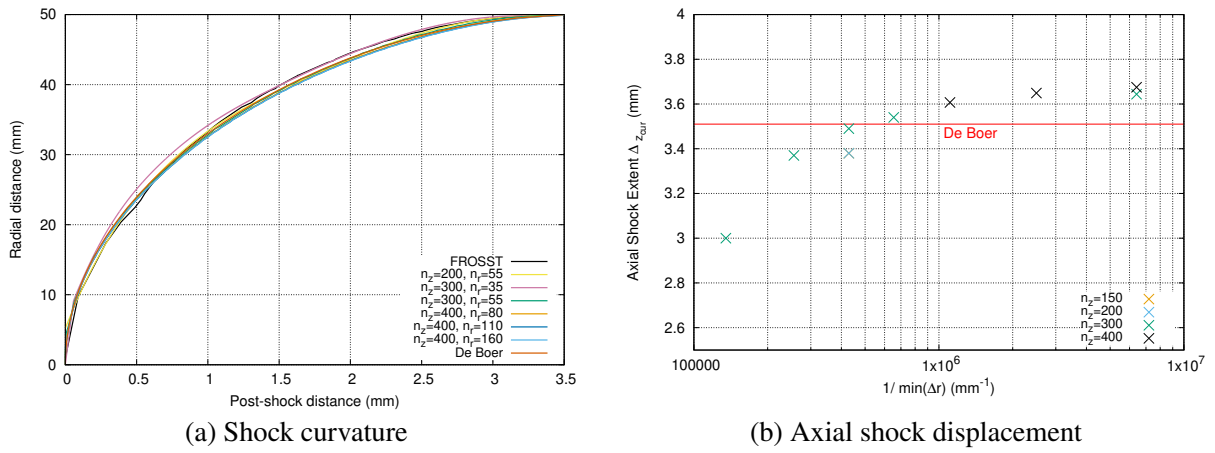 50
40
30
20
10
0
Radial distance (mm)
FROSST
n_z=200, n_r=55
n_z=300, n_r=35
n_z=300, n_r=55
n_z=400, n_r=80
n_z=400, n_r=110
n_z=400, n_r=160
De Boer
0 0.5 1 1.5 2 2.5 3 3.5
Post-shock distance (mm)
(a) Shock curvature
4
3.8
3.6
3.4
3.2
3
2.8
2.6
Axial Shock Extent Δ_z_cur (mm)
De Boer
n_z=150
n_z=200
n_z=300
n_z=400
100000 1x10^6 1x10^7
1/ min(Δr) (mm^-1)
(b) Axial shock displacement